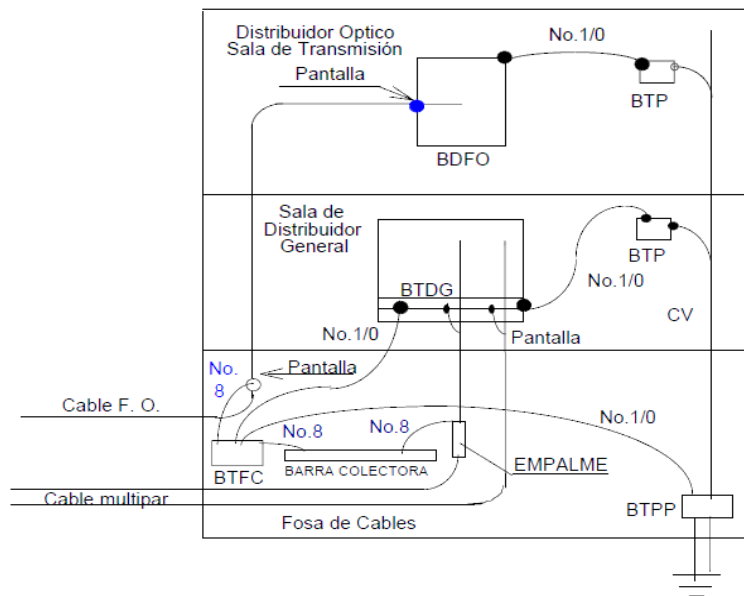 Distribuidor Optico
Sala de Transmisión
Pantalla
No.1/0
BTP
BDFO
Sala de
Distribuidor
General
BTP
No.1/0
BTDG
CV
No.1/0
Pantalla
No.
8
Pantalla
Cable F. O.
No.1/0
No.8
No.8
BTFC
BARRA COLECTORA
EMPALME
Cable multipar
BTPP
Fosa de Cables